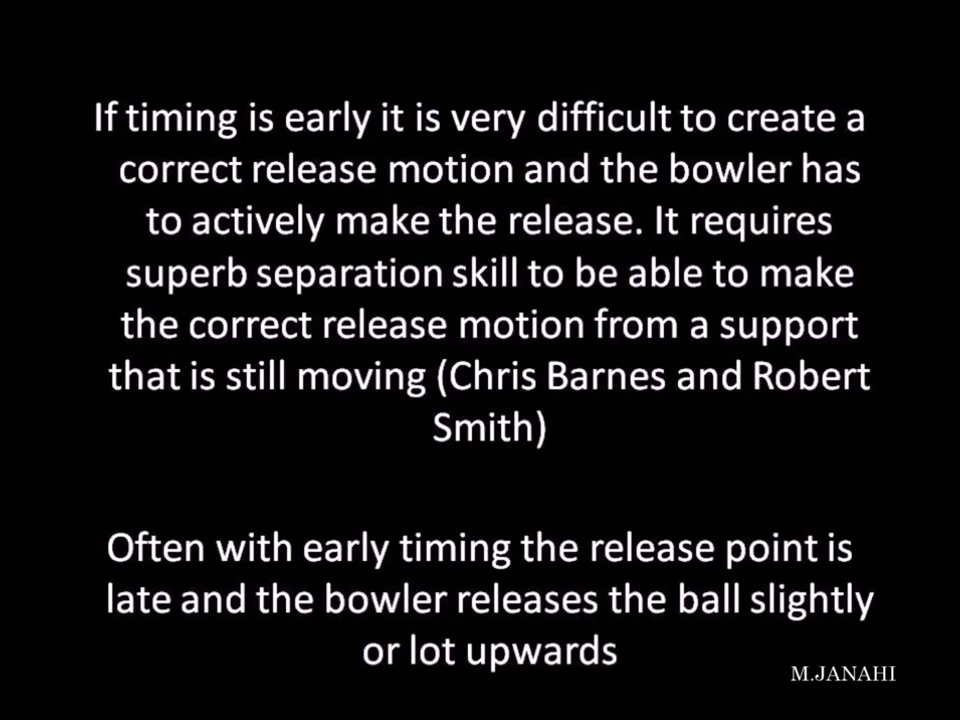 If timing is early it is very difficult to create a
correct release motion and the bowler has
to actively make the release. It requires
superb separation skill to be able to make
the correct release motion from a support
that is still moving (Chris Barnes and Robert
Smith)
Often with early timing the release point is
late and the bowler releases the ball slightly
or lot upwards
M.JANAHI